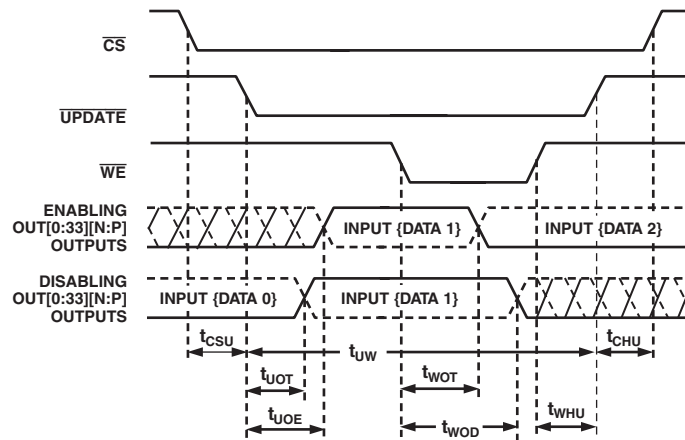 CS
UPDATE
WE
ENABLING
OUT[0:33][N:P]
OUTPUTS
INPUT {DATA 1}
INPUT {DATA 2}
DISABLING
OUT[0:33][N:P]
OUTPUTS
INPUT {DATA 0}
INPUT {DATA 1}
tCSU
tUW
tCHU
tUOT
tWOT
tUOE
tWOD
tWHU